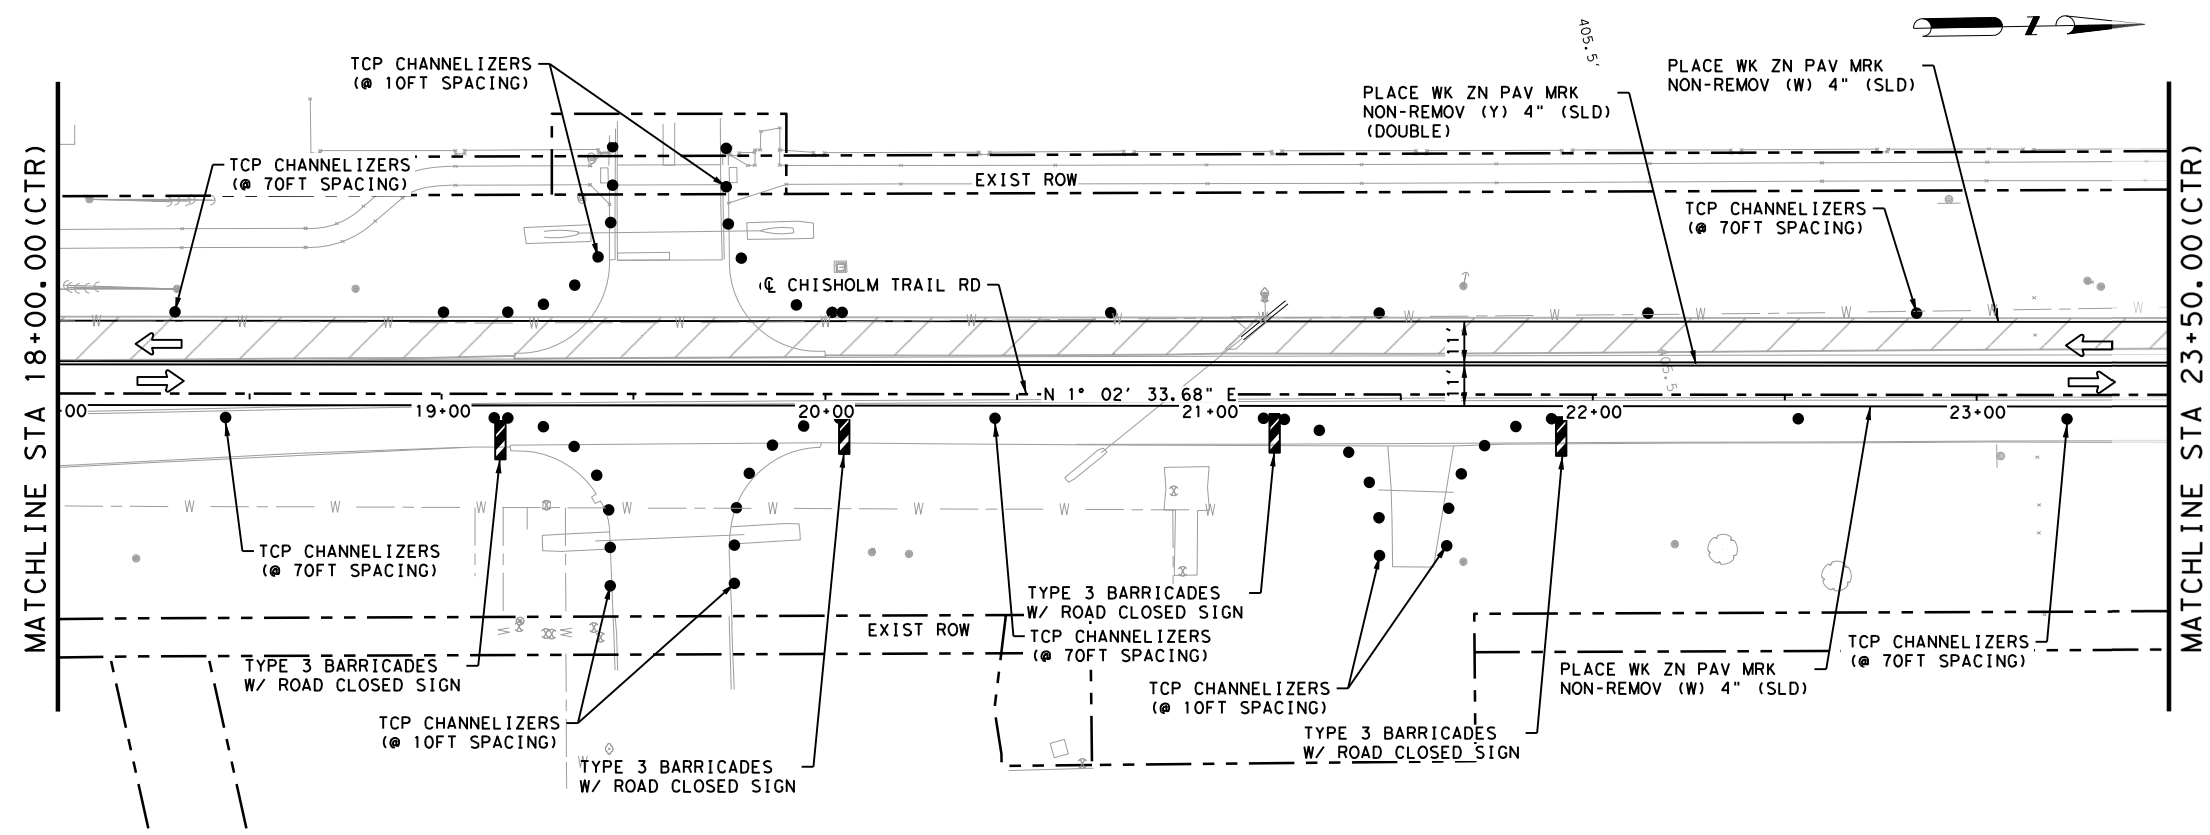 TCP CHANNELIZERS
(@ 10FT SPACING)
405.5'
PLACE WK ZN PAV MRK
NON-REMOV (W) 4" (SLD)
PLACE WK ZN PAV MRK
NON-REMOV (Y) 4" (SLD)
(DOUBLE)
TCP CHANNELIZERS
(@ 70FT SPACING)
EXIST ROW
TCP CHANNELIZERS
(@ 70FT SPACING)
℄ CHISHOLM TRAIL RD
W W W W W W W W W W W W W W W
MATCHLINE STA 18+00.00(CTR)
MATCHLINE STA 23+50.00(CTR)
11'
11'
405.5
N 1° 02' 33.68" E
00 19+00 20+00 21+00 22+00 23+00
W W W W W W W W
TCP CHANNELIZERS
(@ 70FT SPACING)
TYPE 3 BARRICADES
W/ ROAD CLOSED SIGN
EXIST ROW
W W
TCP CHANNELIZERS
(@ 70FT SPACING)
TCP CHANNELIZERS
(@ 70FT SPACING)
TYPE 3 BARRICADES
W/ ROAD CLOSED SIGN
PLACE WK ZN PAV MRK
NON-REMOV (W) 4" (SLD)
TCP CHANNELIZERS
(@ 10FT SPACING)
TCP CHANNELIZERS
(@ 10FT SPACING)
TYPE 3 BARRICADES
W/ ROAD CLOSED SIGN
W
TYPE 3 BARRICADES
W/ ROAD CLOSED SIGN